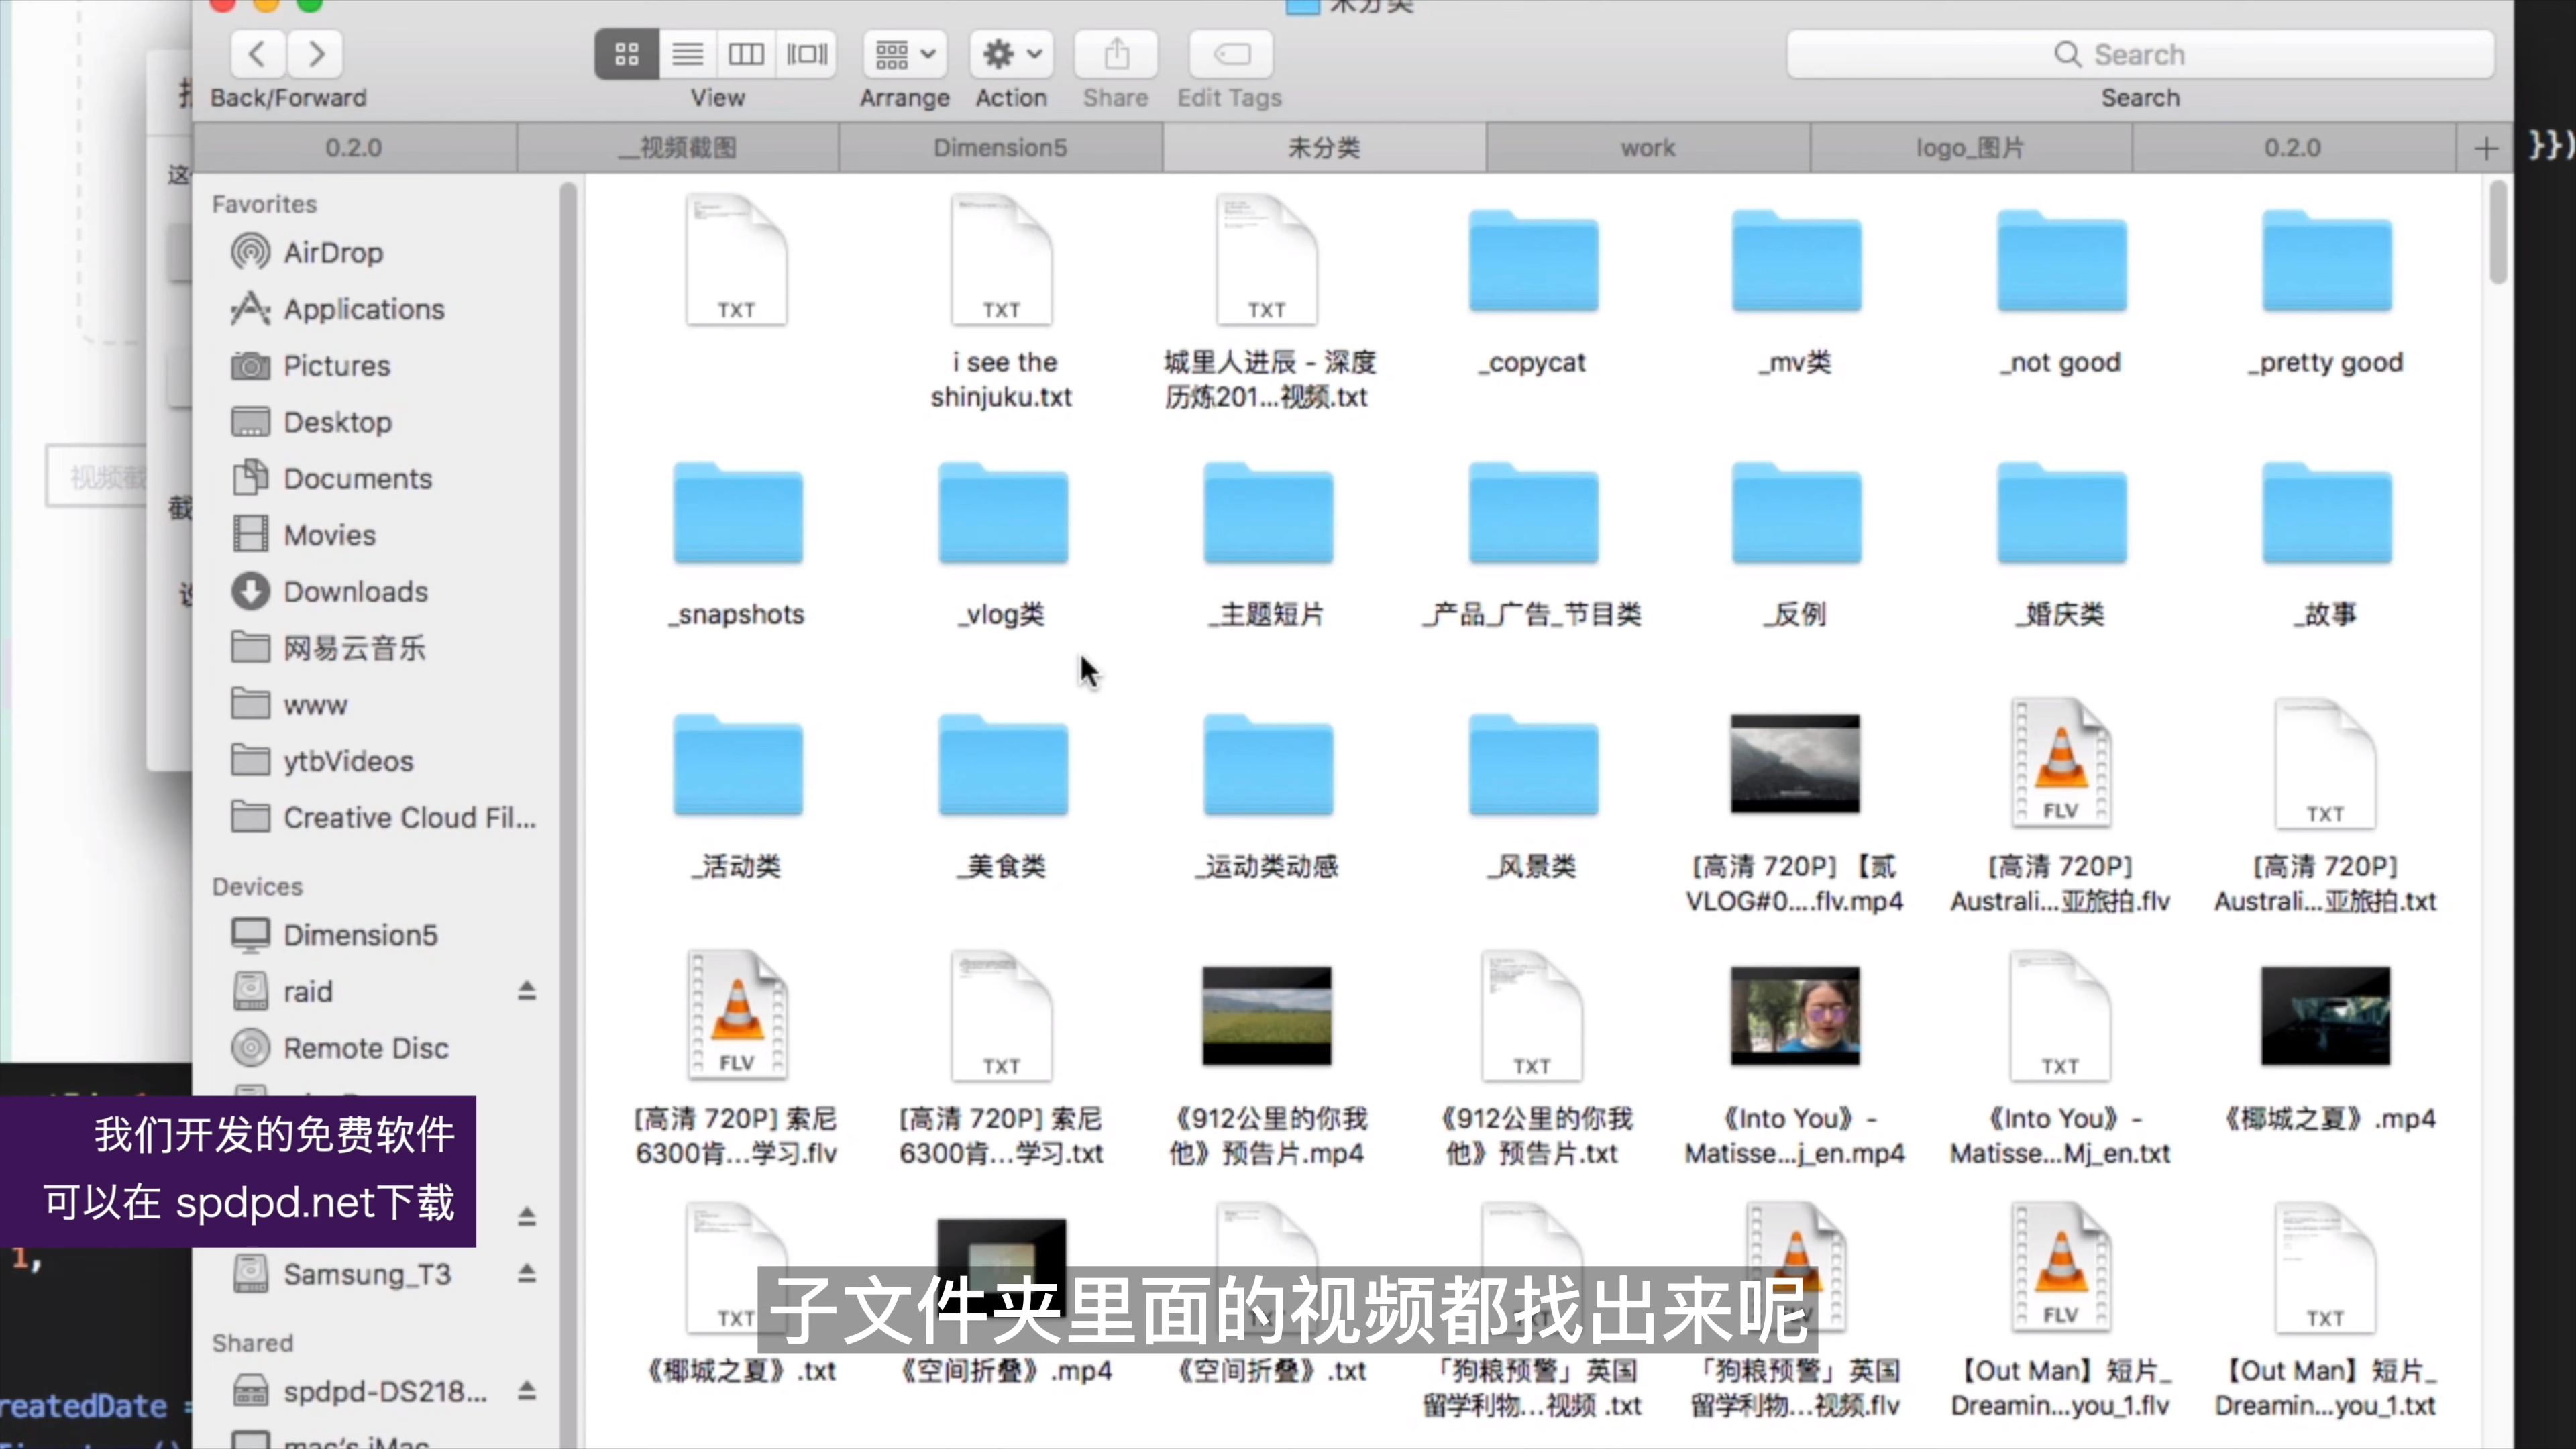 未分类
Back/Forward
View
Arrange
Action
Share
Edit Tags
Search
Search
0.2.0
__视频截图
Dimension5
未分类
work
logo_图片
0.2.0
}})
这
视频截
截
Favorites
AirDrop
Applications
Pictures
Desktop
Documents
Movies
Downloads
网易云音乐
www
ytbVideos
Creative Cloud Fil...
Devices
Dimension5
raid
Remote Disc
Samsung_T3
Shared
spdpd-DS218...
mac's iMac
TXT
TXT
TXT
i see the
shinjuku.txt
城里人进辰 - 深度
历炼201...视频.txt
_copycat
_mv类
_not good
_pretty good
_snapshots
_vlog类
_主题短片
_产品_广告_节目类
_反例
_婚庆类
_故事
FLV
TXT
_活动类
_美食类
_运动类动感
_风景类
[高清 720P] 【贰
VLOG#0....flv.mp4
[高清 720P]
Australi...亚旅拍.flv
[高清 720P]
Australi...亚旅拍.txt
FLV
TXT
TXT
TXT
[高清 720P] 索尼
6300肯...学习.flv
[高清 720P] 索尼
6300肯...学习.txt
《912公里的你我
他》预告片.mp4
《912公里的你我
他》预告片.txt
《Into You》-
Matisse...j_en.mp4
《Into You》-
Matisse...Mj_en.txt
《椰城之夏》.mp4
TXT
FLV
TXT
《椰城之夏》.txt
《空间折叠》.mp4
《空间折叠》.txt
「狗粮预警」英国
留学利物...视频 .txt
「狗粮预警」英国
留学利物...视频.flv
【Out Man】短片_
Dreamin...you_1.flv
【Out Man】短片_
Dreamin...you_1.txt
我们开发的免费软件
可以在 spdpd.net下载
1,
reatedDate =
子文件夹里面的视频都找出来呢